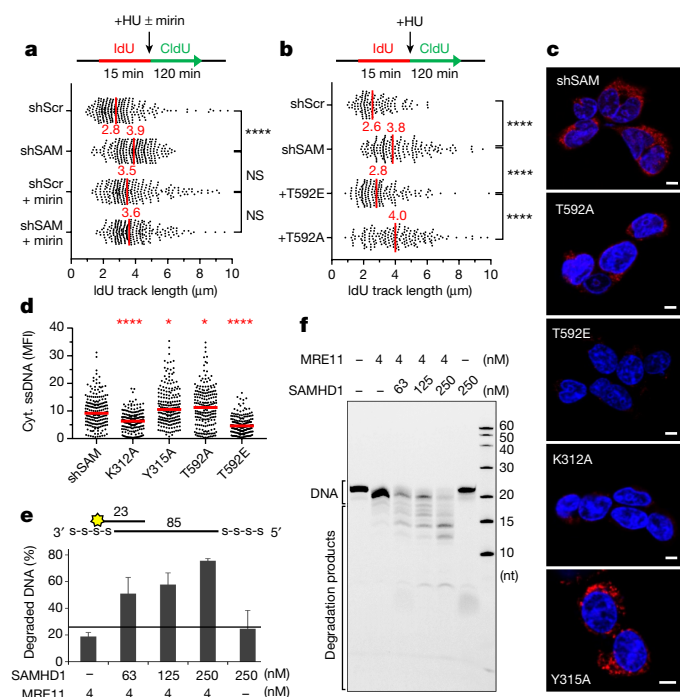 a
+HU ± mirin
IdU CldU
15 min 120 min
shScr
2.8 3.9
shSAM
3.5
shScr
+ mirin
3.6
shSAM
+ mirin
****
NS
NS
0 2 4 6 8 10
IdU track length (μm)
b
+HU
IdU CldU
15 min 120 min
shScr
2.6 3.8
shSAM
2.8
+T592E
4.0
+T592A
****
****
****
0 2 4 6 8 10
IdU track length (μm)
c
shSAM
T592A
T592E
K312A
Y315A
d
**** * * ****
Cyt. ssDNA (MFI)
50
40
30
20
10
0
shSAM K312A Y315A T592A T592E
e
23
85
3′ S-S-S-S S-S-S-S 5′
Degraded DNA (%)
80
60
40
20
0
SAMHD1 – 63 125 250 250 (nM)
MRE11 4 4 4 4 – (nM)
f
MRE11 – 4 4 4 4 – (nM)
SAMHD1 – – 63 125 250 250 (nM)
DNA
Degradation products
60
50
40
30
20
15
10
(nt)